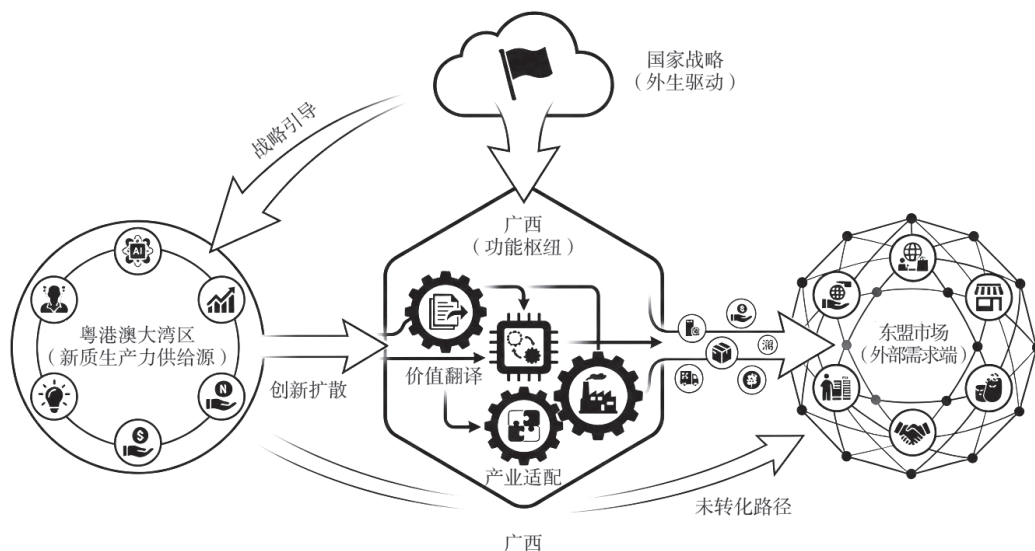 国家战略
（外生驱动）
战略引导
广西
（功能枢纽）
AI
粤港澳大湾区
（新质生产力供给源）
N
$
创新扩散
价值翻译
产业适配
$
东盟市场
（外部需求端）
未转化路径
广西